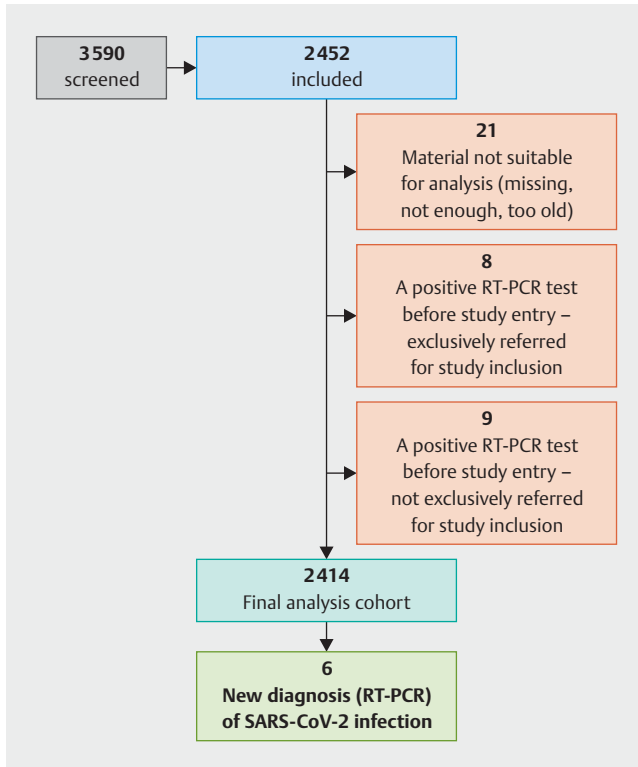 3590
screened
2452
included
21
Material not suitable
for analysis (missing,
not enough, too old)
8
A positive RT-PCR test
before study entry –
exclusively referred
for study inclusion
9
A positive RT-PCR test
before study entry –
not exclusively referred
for study inclusion
2414
Final analysis cohort
6
New diagnosis (RT-PCR)
of SARS-CoV-2 infection